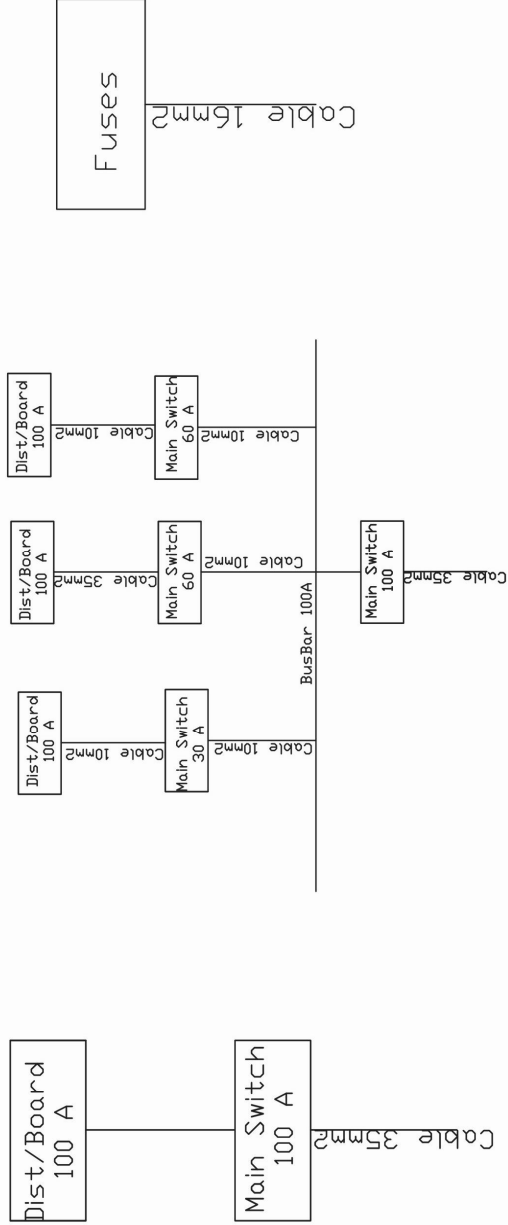 Fuses
Cable 16mm2
Dist/Board
100 A
Cable 10mm2
Main Switch
60 A
Cable 10mm2
Dist/Board
100 A
Cable 35mm2
Main Switch
60 A
Cable 10mm2
Dist/Board
100 A
Cable 10mm2
Main Switch
30 A
Cable 10mm2
BusBar 100A
Main Switch
100 A
Cable 35mm2
Dist/Board
100 A
Main Switch
100 A
Cable 35mm2